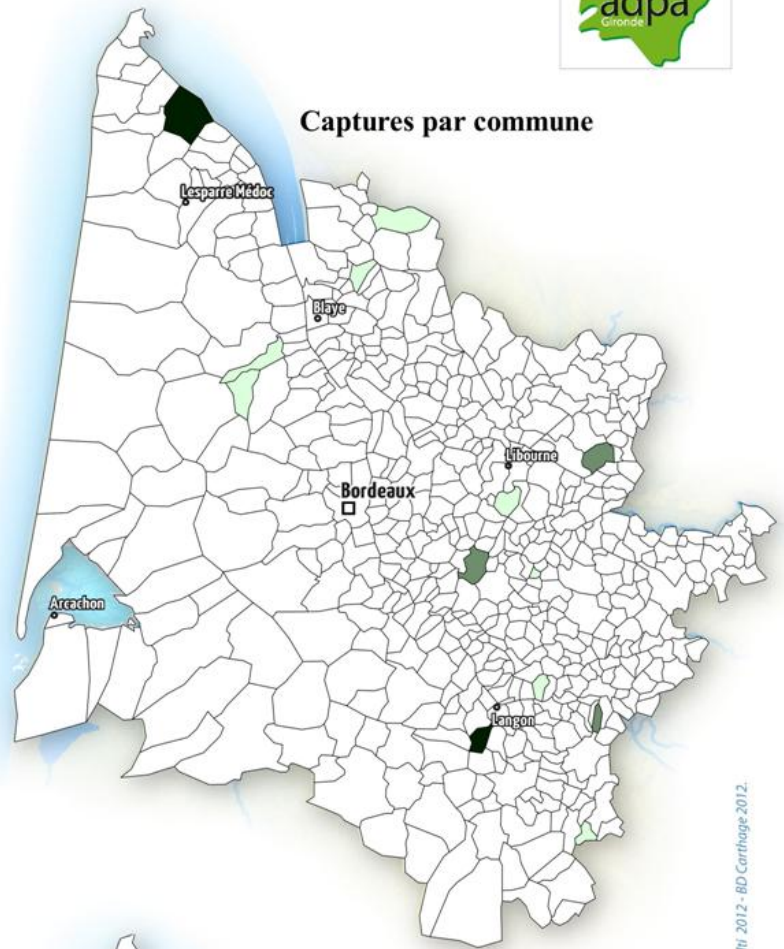 adpa
Gironde
Captures par commune
Lesparre Médoc
Blaye
Libourne
Bordeaux
Arcachon
Langon
2012 - BD Carthage 2012.